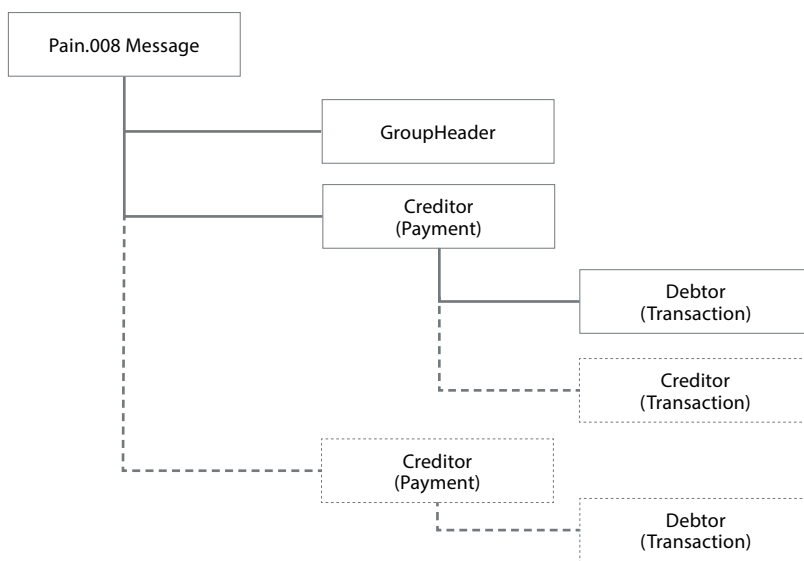 Pain.008 Message
GroupHeader
Creditor
(Payment)
Debtor
(Transaction)
Creditor
(Transaction)
Creditor
(Payment)
Debtor
(Transaction)